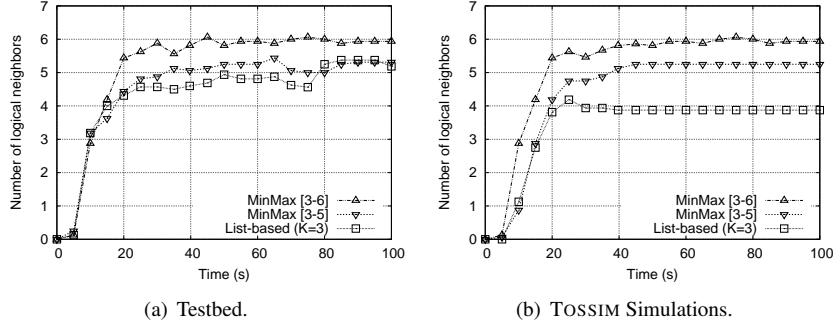 7
6
5
4
3
2
1
0
0 20 40 60 80 100
Number of logical neighbors
Time (s)
MinMax [3-6]
MinMax [3-5]
List-based (K=3)
(a) Testbed.
7
6
5
4
3
2
1
0
0 20 40 60 80 100
Number of logical neighbors
Time (s)
MinMax [3-6]
MinMax [3-5]
List-based (K=3)
(b) TOSSIM Simulations.